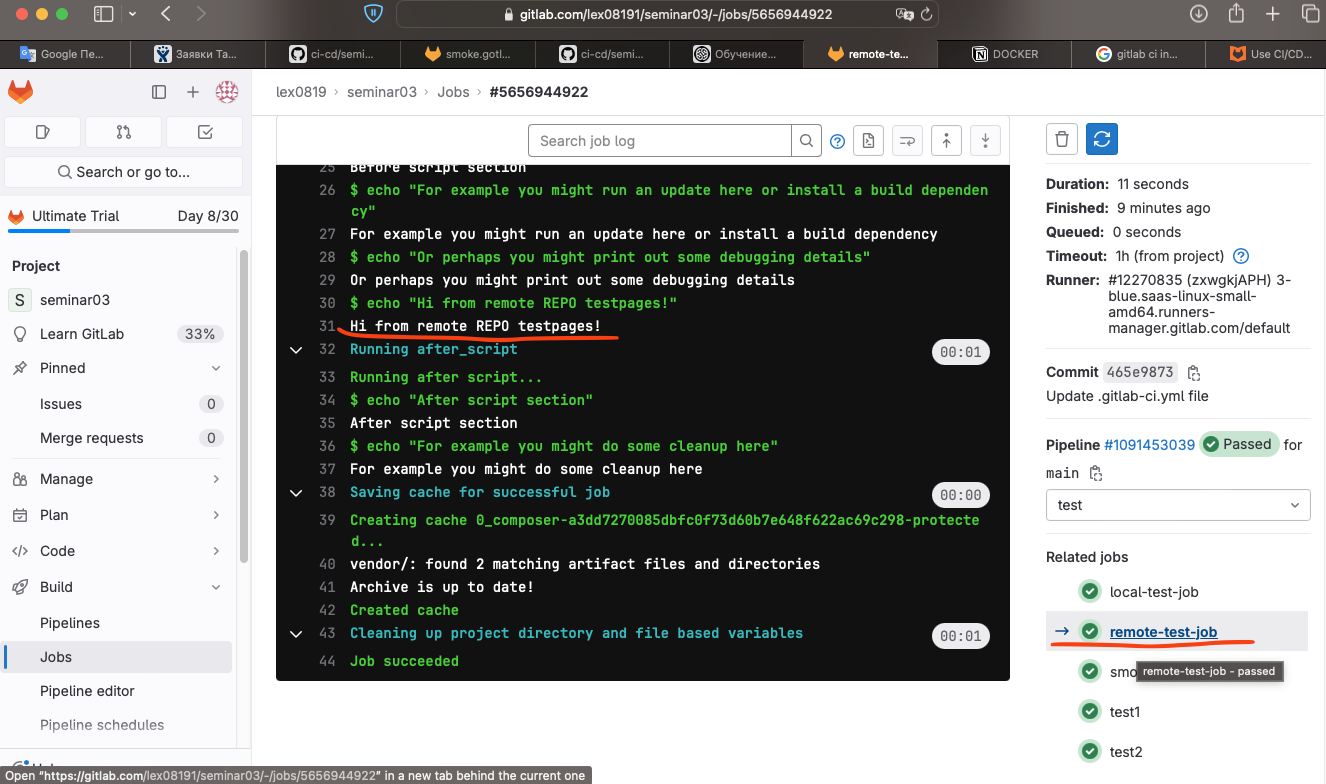 gitlab.com/lex08191/seminar03/-/jobs/5656944922
Google Пе...
Заявки Та...
ci-cd/semi...
smoke.gotl...
ci-cd/semi...
Обучение...
remote-te...
DOCKER
gitlab ci in...
Use CI/CD...
lex0819 › seminar03 › Jobs › #5656944922
Search or go to...
Ultimate Trial Day 8/30
Project
S seminar03
Learn GitLab 33%
Pinned
Issues 0
Merge requests 0
Manage
Plan
Code
Build
Pipelines
Jobs
Pipeline editor
Pipeline schedules
Search job log
25 Before script section
26 $ echo "For example you might run an update here or install a build dependen
cy"
27 For example you might run an update here or install a build dependency
28 $ echo "Or perhaps you might print out some debugging details"
29 Or perhaps you might print out some debugging details
30 $ echo "Hi from remote REPO testpages!"
31 Hi from remote REPO testpages!
32 Running after_script 00:01
33 Running after script...
34 $ echo "After script section"
35 After script section
36 $ echo "For example you might do some cleanup here"
37 For example you might do some cleanup here
38 Saving cache for successful job 00:00
39 Creating cache 0_composer-a3dd7270085dbfc0f73d60b7e648f622ac69c298-protecte
d...
40 vendor/: found 2 matching artifact files and directories
41 Archive is up to date!
42 Created cache
43 Cleaning up project directory and file based variables 00:01
44 Job succeeded
Duration: 11 seconds
Finished: 9 minutes ago
Queued: 0 seconds
Timeout: 1h (from project)
Runner: #12270835 (zxwgkjAPH) 3-
blue.saas-linux-small-
amd64.runners-
manager.gitlab.com/default
Commit 465e9873
Update .gitlab-ci.yml file
Pipeline #1091453039 Passed for
main
test
Related jobs
local-test-job
remote-test-job
smo
remote-test-job - passed
test1
test2
Open "https://gitlab.com/lex08191/seminar03/-/jobs/5656944922" in a new tab behind the current one